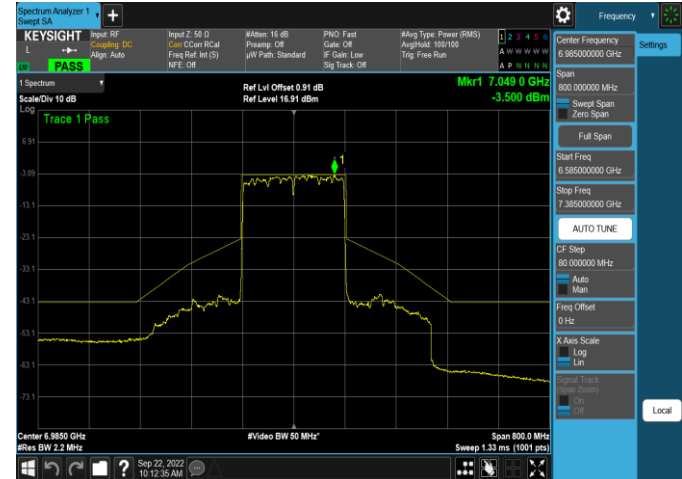 Spectrum Analyzer 1
Swept SA
+
Frequency
KEYSIGHT
L
PASS
Input: RF
Coupling: DC
Align: Auto
Input Z: 50 Ω
Corr CCorr RCal
Freq Ref: Int (S)
NFE: Off
#Atten: 16 dB
Preamp: Off
µW Path: Standard
PNO: Fast
Gate: Off
IF Gain: Low
Sig Track: Off
#Avg Type: Power (RMS)
Avg|Hold: 100/100
Trig: Free Run
1 2 3 4 5 6
A W W W W W
A P N N N N
1 Spectrum
Scale/Div 10 dB
Log
Ref Lvl Offset 0.91 dB
Ref Level 16.91 dBm
Mkr1 7.049 0 GHz
-3.500 dBm
Trace 1 Pass
1
6.91
-3.09
-13.1
-23.1
-33.1
-43.1
-53.1
-63.1
-73.1
Center 6.9850 GHz
#Res BW 2.2 MHz
#Video BW 50 MHz*
Span 800.0 MHz
Sweep 1.33 ms (1001 pts)
?
Sep 22, 2022
10:12:35 AM
Center Frequency
6.985000000 GHz
Span
800.000000 MHz
Swept Span
Zero Span
Full Span
Start Freq
6.585000000 GHz
Stop Freq
7.385000000 GHz
AUTO TUNE
CF Step
80.000000 MHz
Auto
Man
Freq Offset
0 Hz
X Axis Scale
Log
Lin
Signal Track
(Span Zoom)
On
Off
Settings
Local